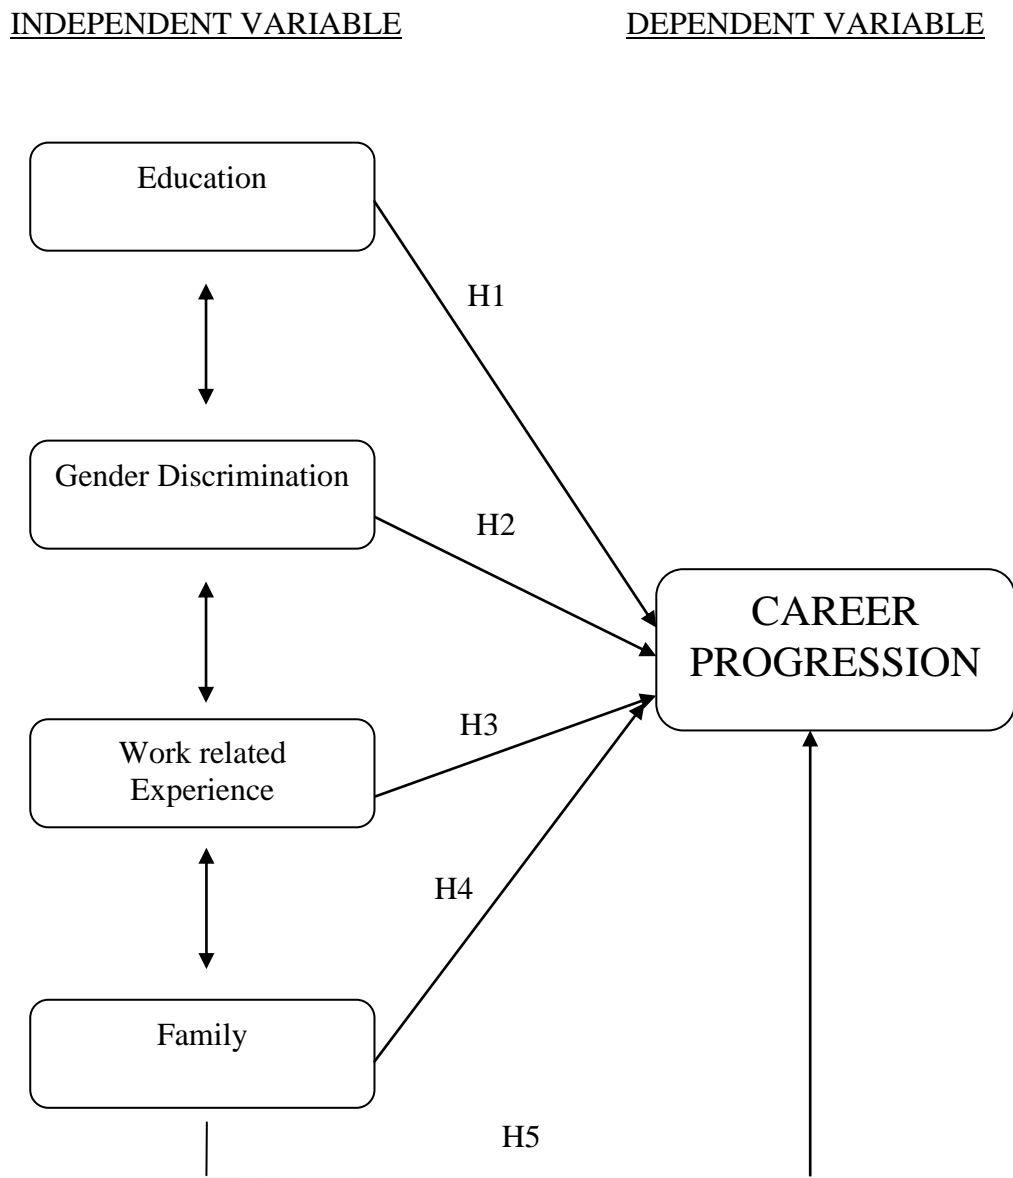 INDEPENDENT VARIABLE
DEPENDENT VARIABLE
Education
H1
Gender Discrimination
H2
CAREER
PROGRESSION
H3
Work related
Experience
H4
Family
H5